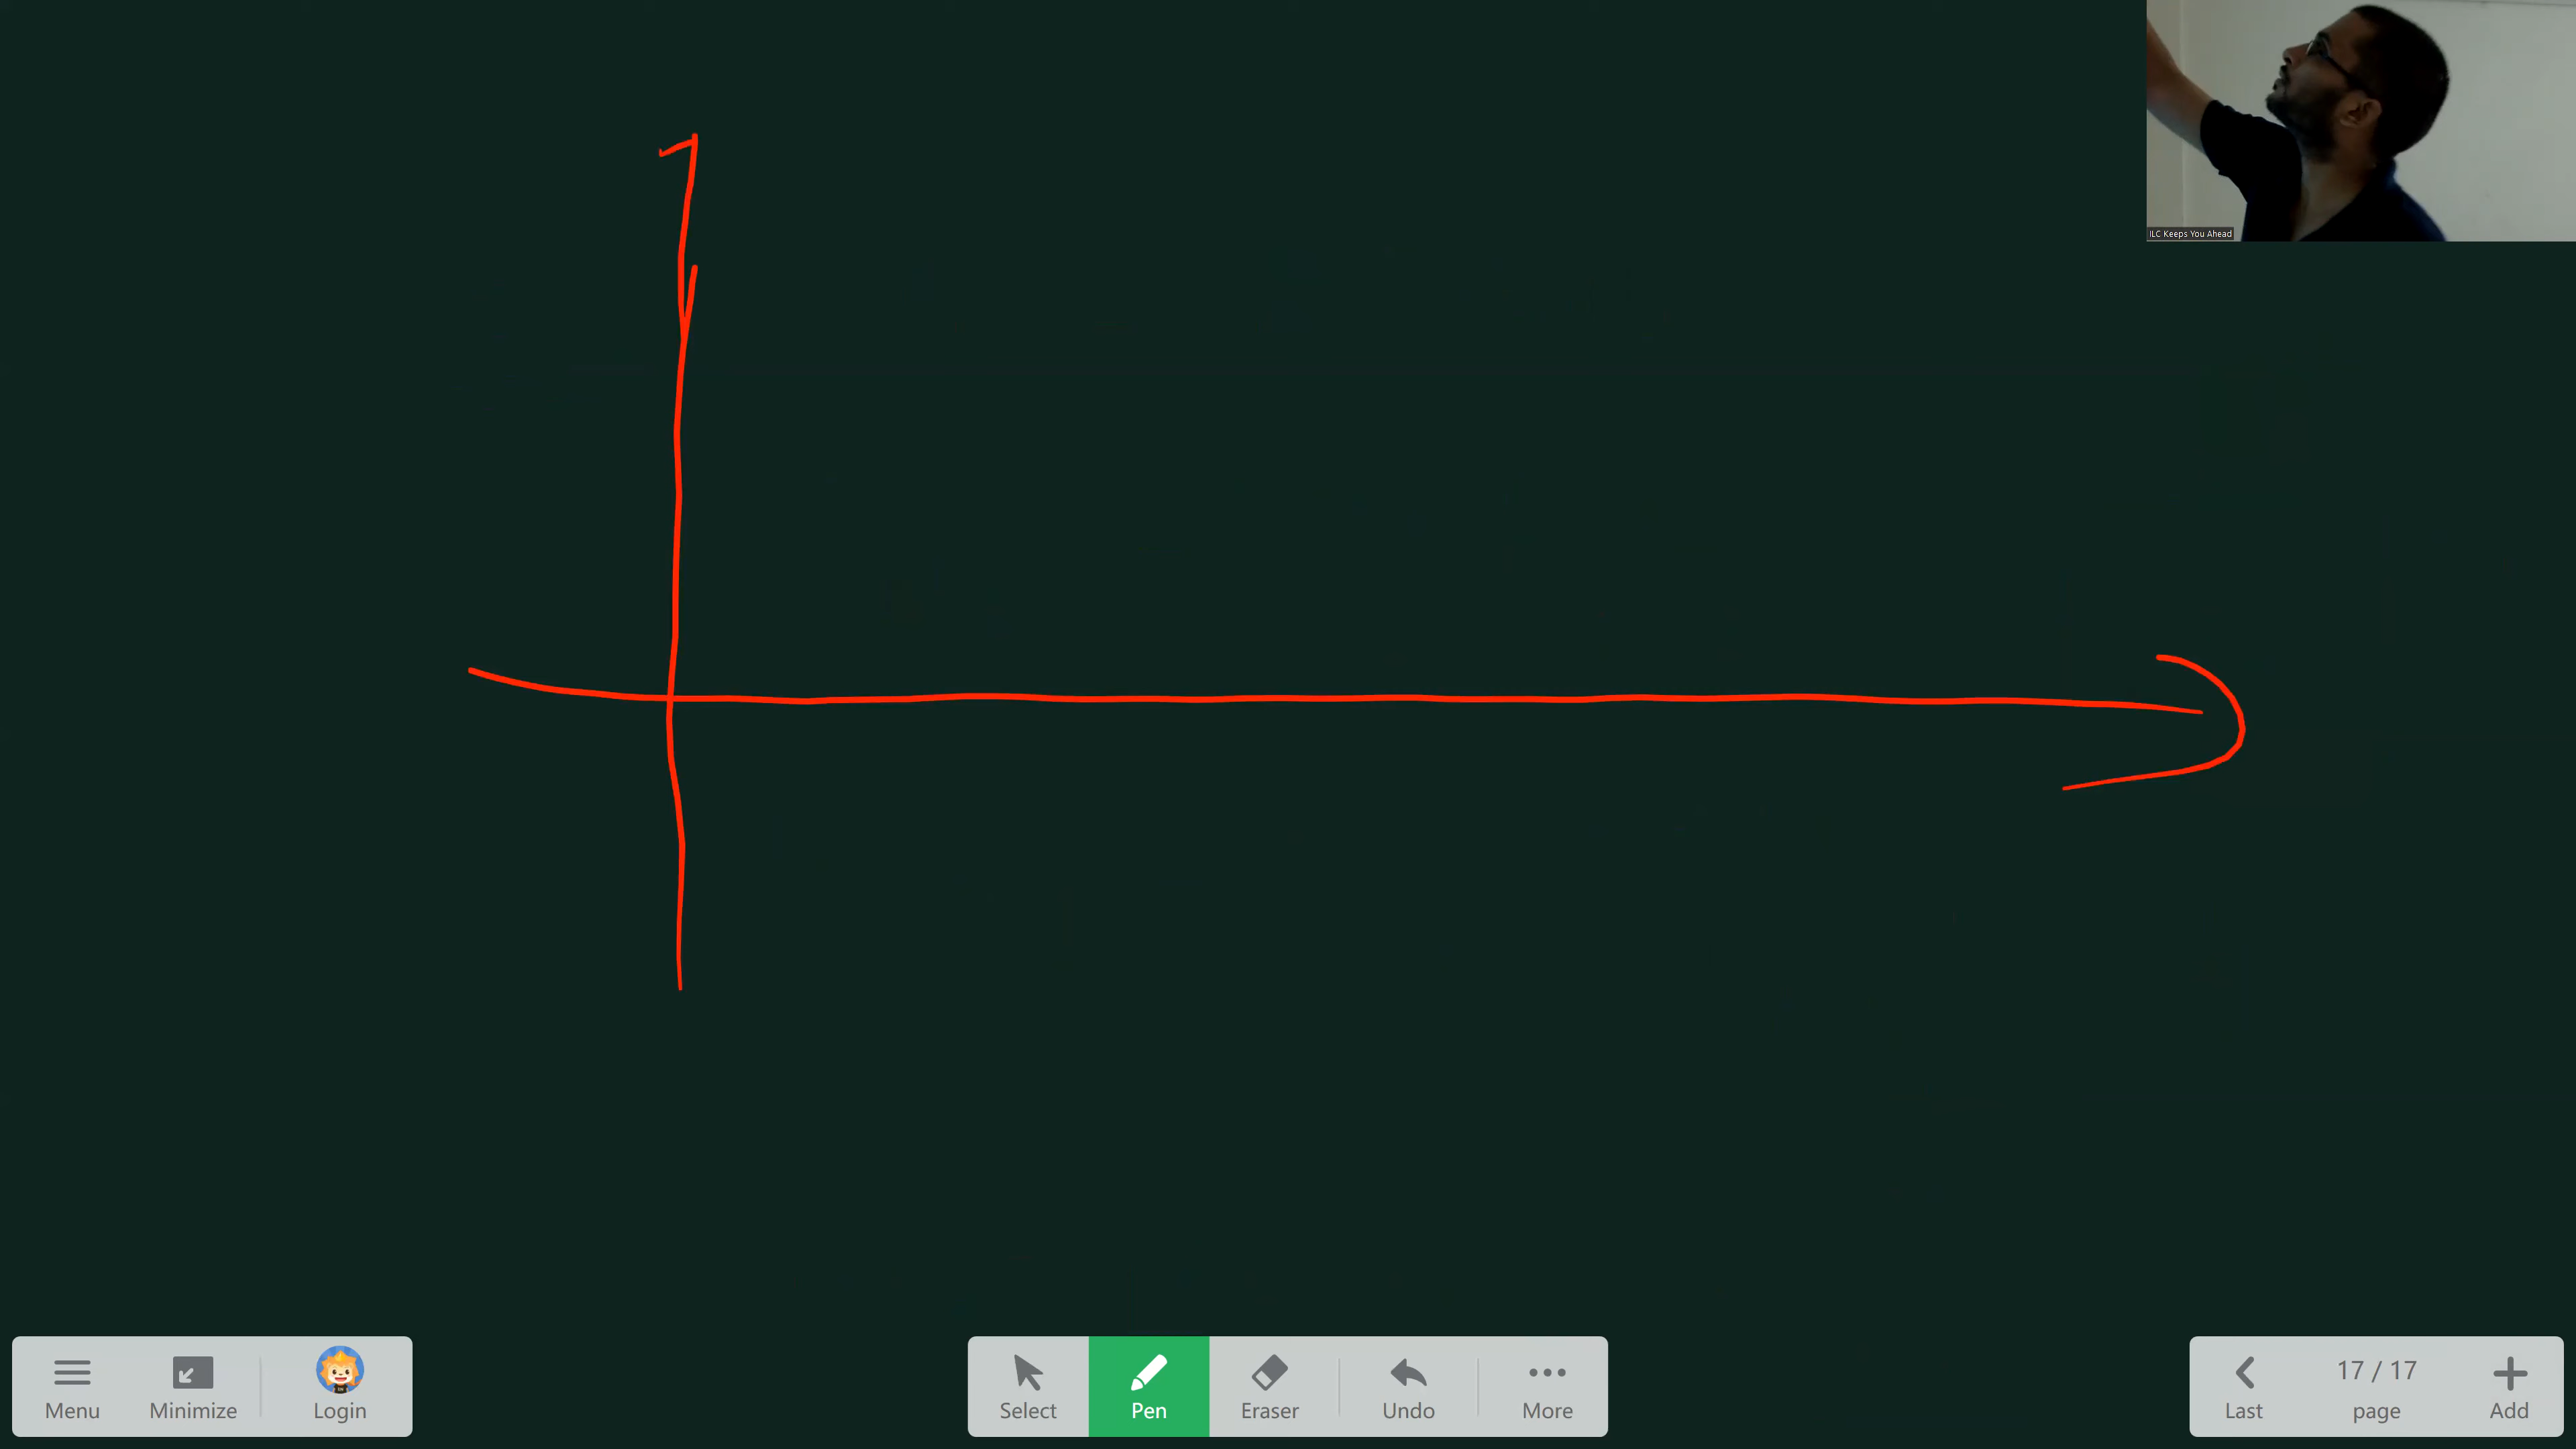 ILC Keeps You Ahead
Menu Minimize Login Select Pen Eraser Undo More Last 17 / 17 page Add